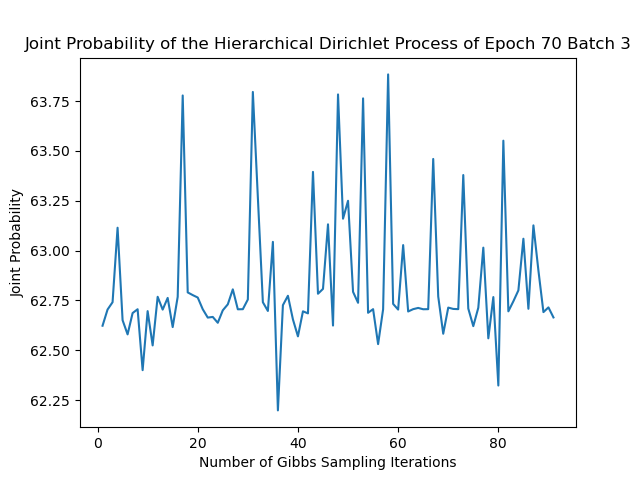 Joint Probability of the Hierarchical Dirichlet Process of Epoch 70 Batch 3
63.75
63.50
63.25
63.00
62.75
62.50
62.25
Joint Probability
0 20 40 60 80
Number of Gibbs Sampling Iterations